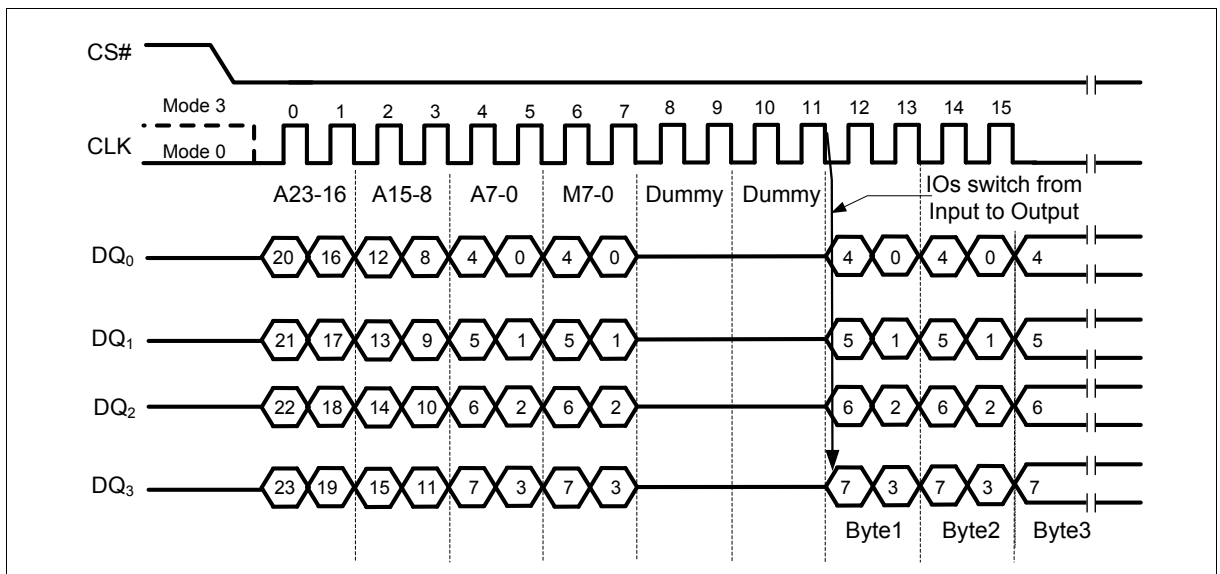 CS#
Mode 3
0 1 2 3 4 5 6 7 8 9 10 11 12 13 14 15
CLK
Mode 0
A23-16 A15-8 A7-0 M7-0 Dummy Dummy
IOs switch from
Input to Output
DQ0 20 16 12 8 4 0 4 0 4 0 4 0 4
DQ1 21 17 13 9 5 1 5 1 5 1 5 1 5
DQ2 22 18 14 10 6 2 6 2 6 2 6 2 6
DQ3 23 19 15 11 7 3 7 3 7 3 7 3 7
Byte1 Byte2 Byte3